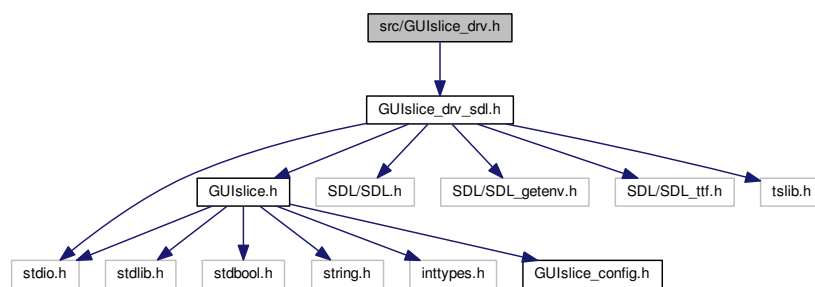 src/GUIslice_drv.h
GUIslice_drv_sdl.h
GUIslice.h
SDL/SDL.h
SDL/SDL_getenv.h
SDL/SDL_ttf.h
tslib.h
stdio.h
stdlib.h
stdbool.h
string.h
inttypes.h
GUIslice_config.h